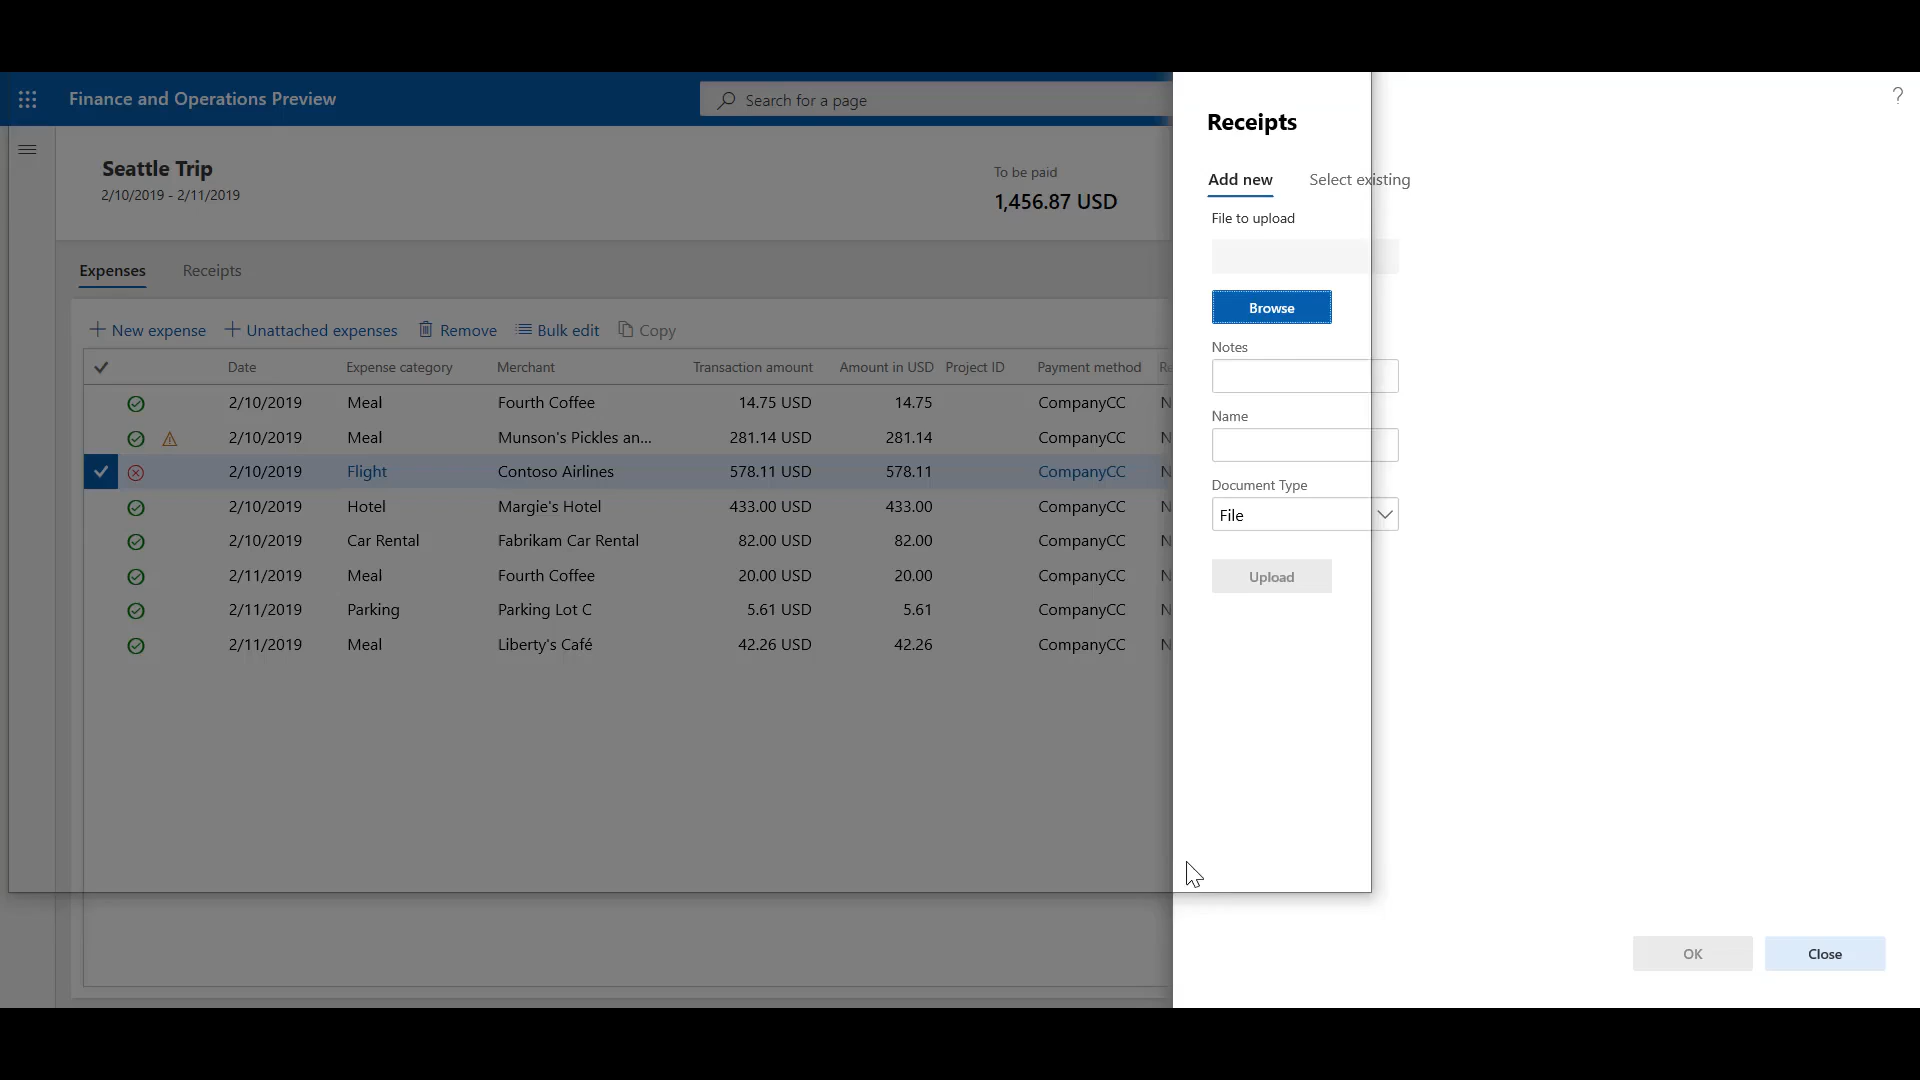 Finance and Operations Preview
Search for a page
?
Seattle Trip
2/10/2019 - 2/11/2019
To be paid
1,456.87 USD
Expenses Receipts
New expense Unattached expenses Remove Bulk edit Copy
Date Expense category Merchant Transaction amount Amount in USD Project ID Payment method
2/10/2019 Meal Fourth Coffee 14.75 USD 14.75 CompanyCC N
2/10/2019 Meal Munson's Pickles an... 281.14 USD 281.14 CompanyCC N
2/10/2019 Flight Contoso Airlines 578.11 USD 578.11 CompanyCC N
2/10/2019 Hotel Margie's Hotel 433.00 USD 433.00 CompanyCC N
2/10/2019 Car Rental Fabrikam Car Rental 82.00 USD 82.00 CompanyCC N
2/11/2019 Meal Fourth Coffee 20.00 USD 20.00 CompanyCC N
2/11/2019 Parking Parking Lot C 5.61 USD 5.61 CompanyCC N
2/11/2019 Meal Liberty's Café 42.26 USD 42.26 CompanyCC N
Receipts
Add new Select existing
File to upload
Browse
Notes
Name
Document Type
File
Upload
OK Close